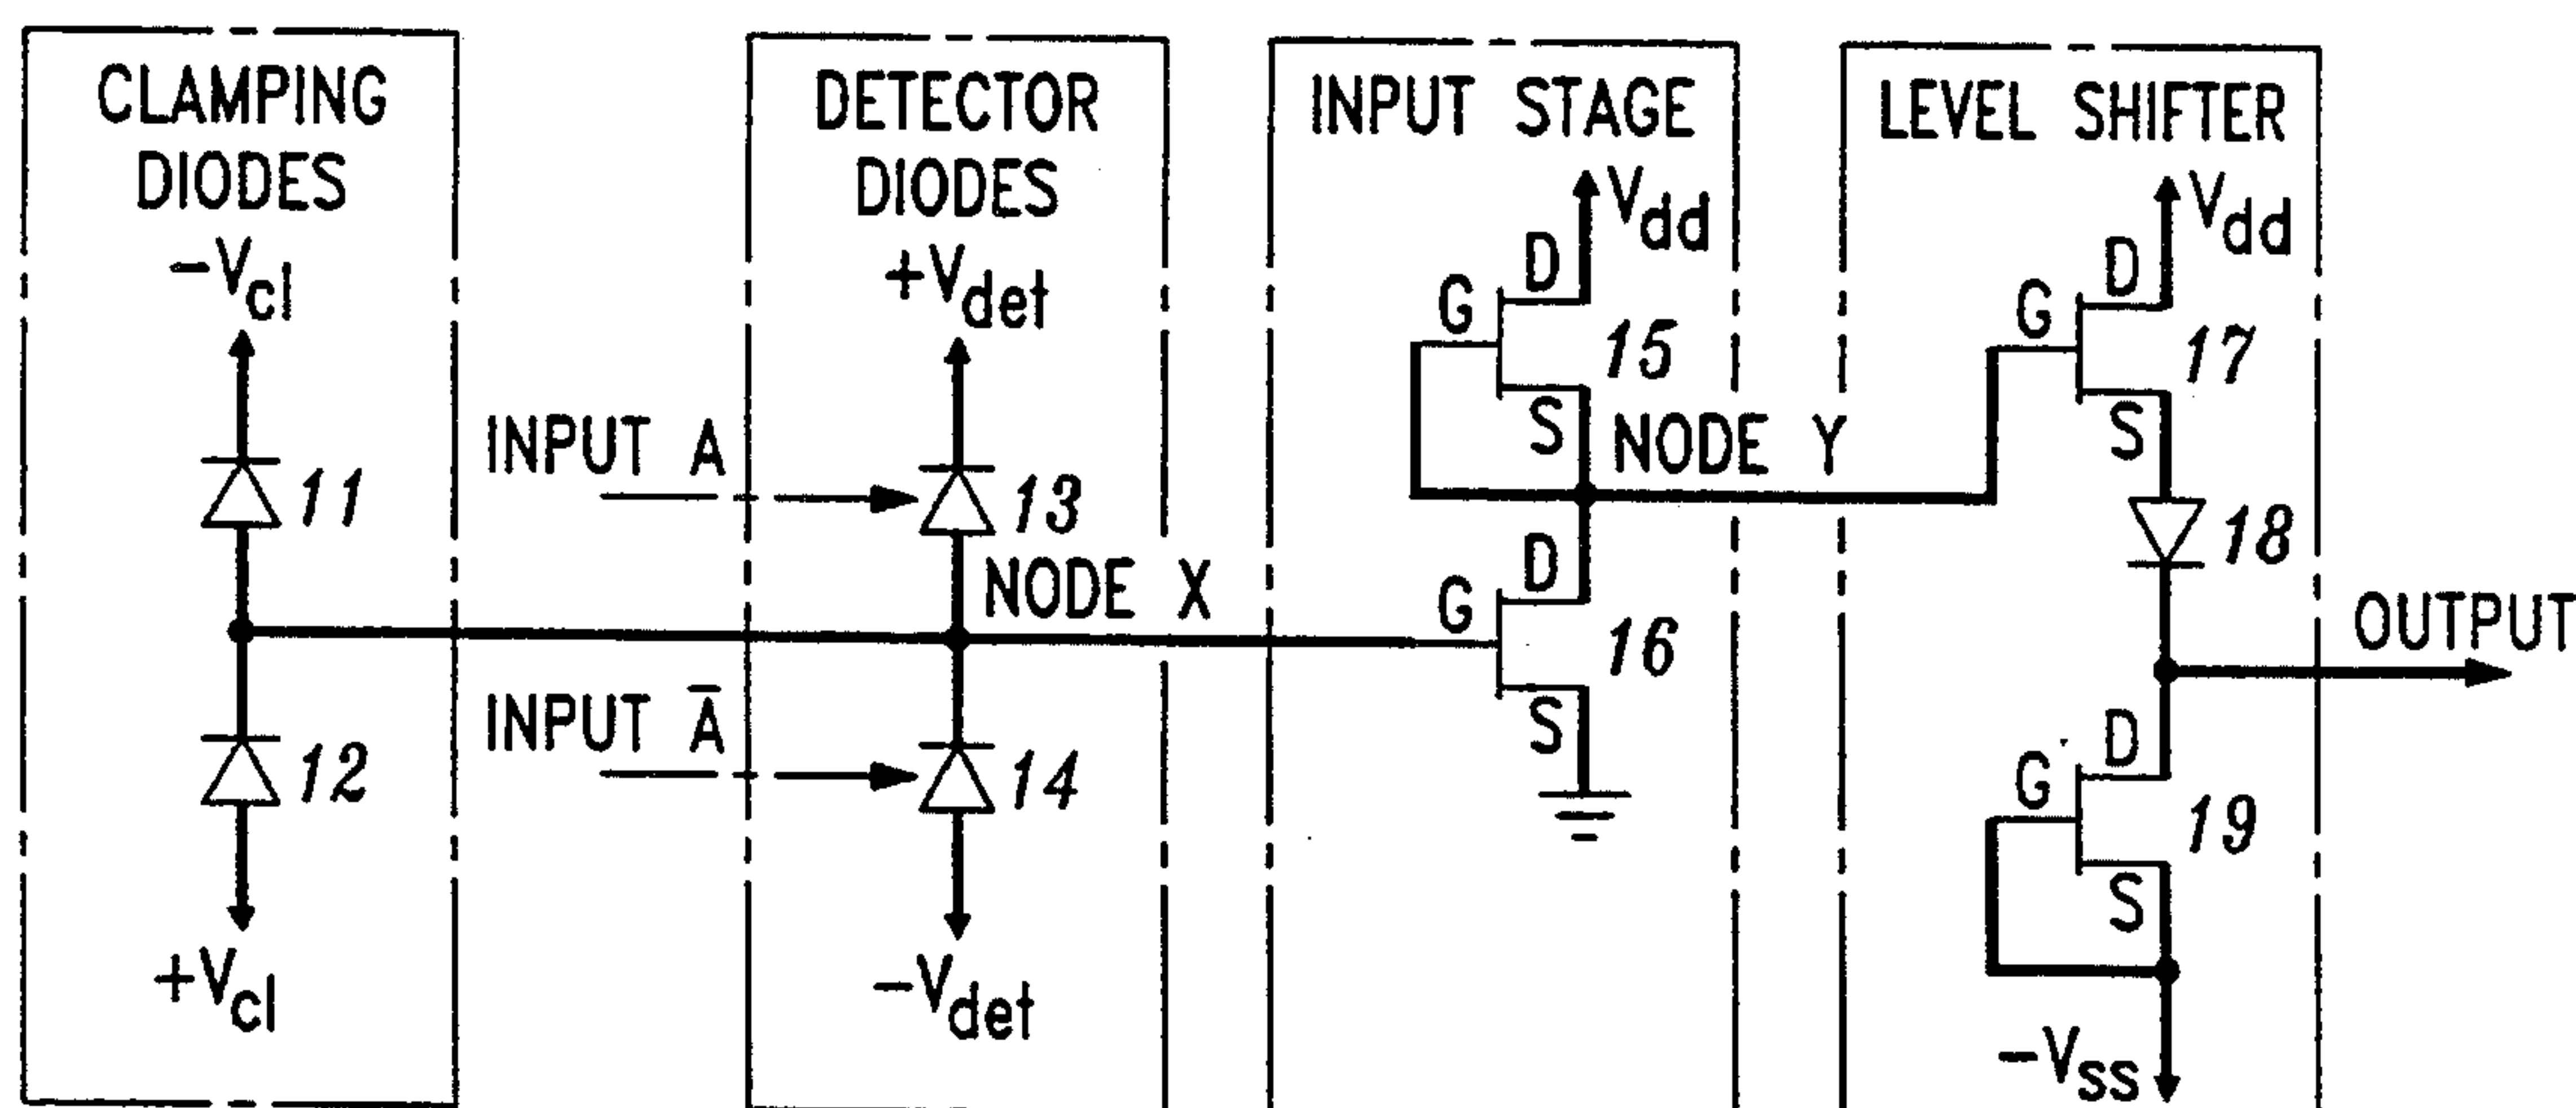 CLAMPING
DIODES
-Vcl
11
12
+Vcl
INPUT A
INPUT A̅
DETECTOR
DIODES
+Vdet
13
NODE X
14
-Vdet
INPUT STAGE
Vdd
D
G
15
S
NODE Y
D
G
16
S
LEVEL SHIFTER
Vdd
D
G
17
S
18
OUTPUT
D
G
19
S
-Vss